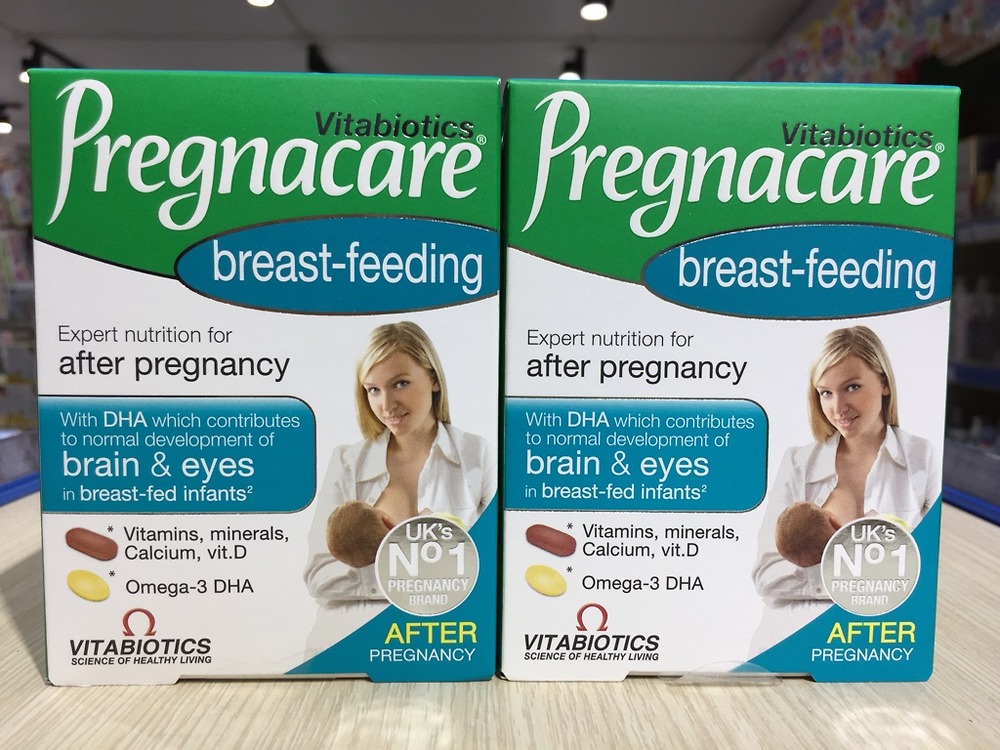 Vitabiotics
Pregnacare®
breast-feeding
Expert nutrition for
after pregnancy
With DHA which contributes
to normal development of
brain & eyes
in breast-fed infants²
* Vitamins, minerals,
Calcium, vit.D
* Omega-3 DHA
UK's
No 1
PREGNANCY
BRAND
VITABIOTICS
SCIENCE OF HEALTHY LIVING
AFTER
PREGNANCY
Vitabiotics
Pregnacare®
breast-feeding
Expert nutrition for
after pregnancy
With DHA which contributes
to normal development of
brain & eyes
in breast-fed infants²
* Vitamins, minerals,
Calcium, vit.D
* Omega-3 DHA
UK's
No 1
PREGNANCY
BRAND
VITABIOTICS
SCIENCE OF HEALTHY LIVING
AFTER
PREGNANCY